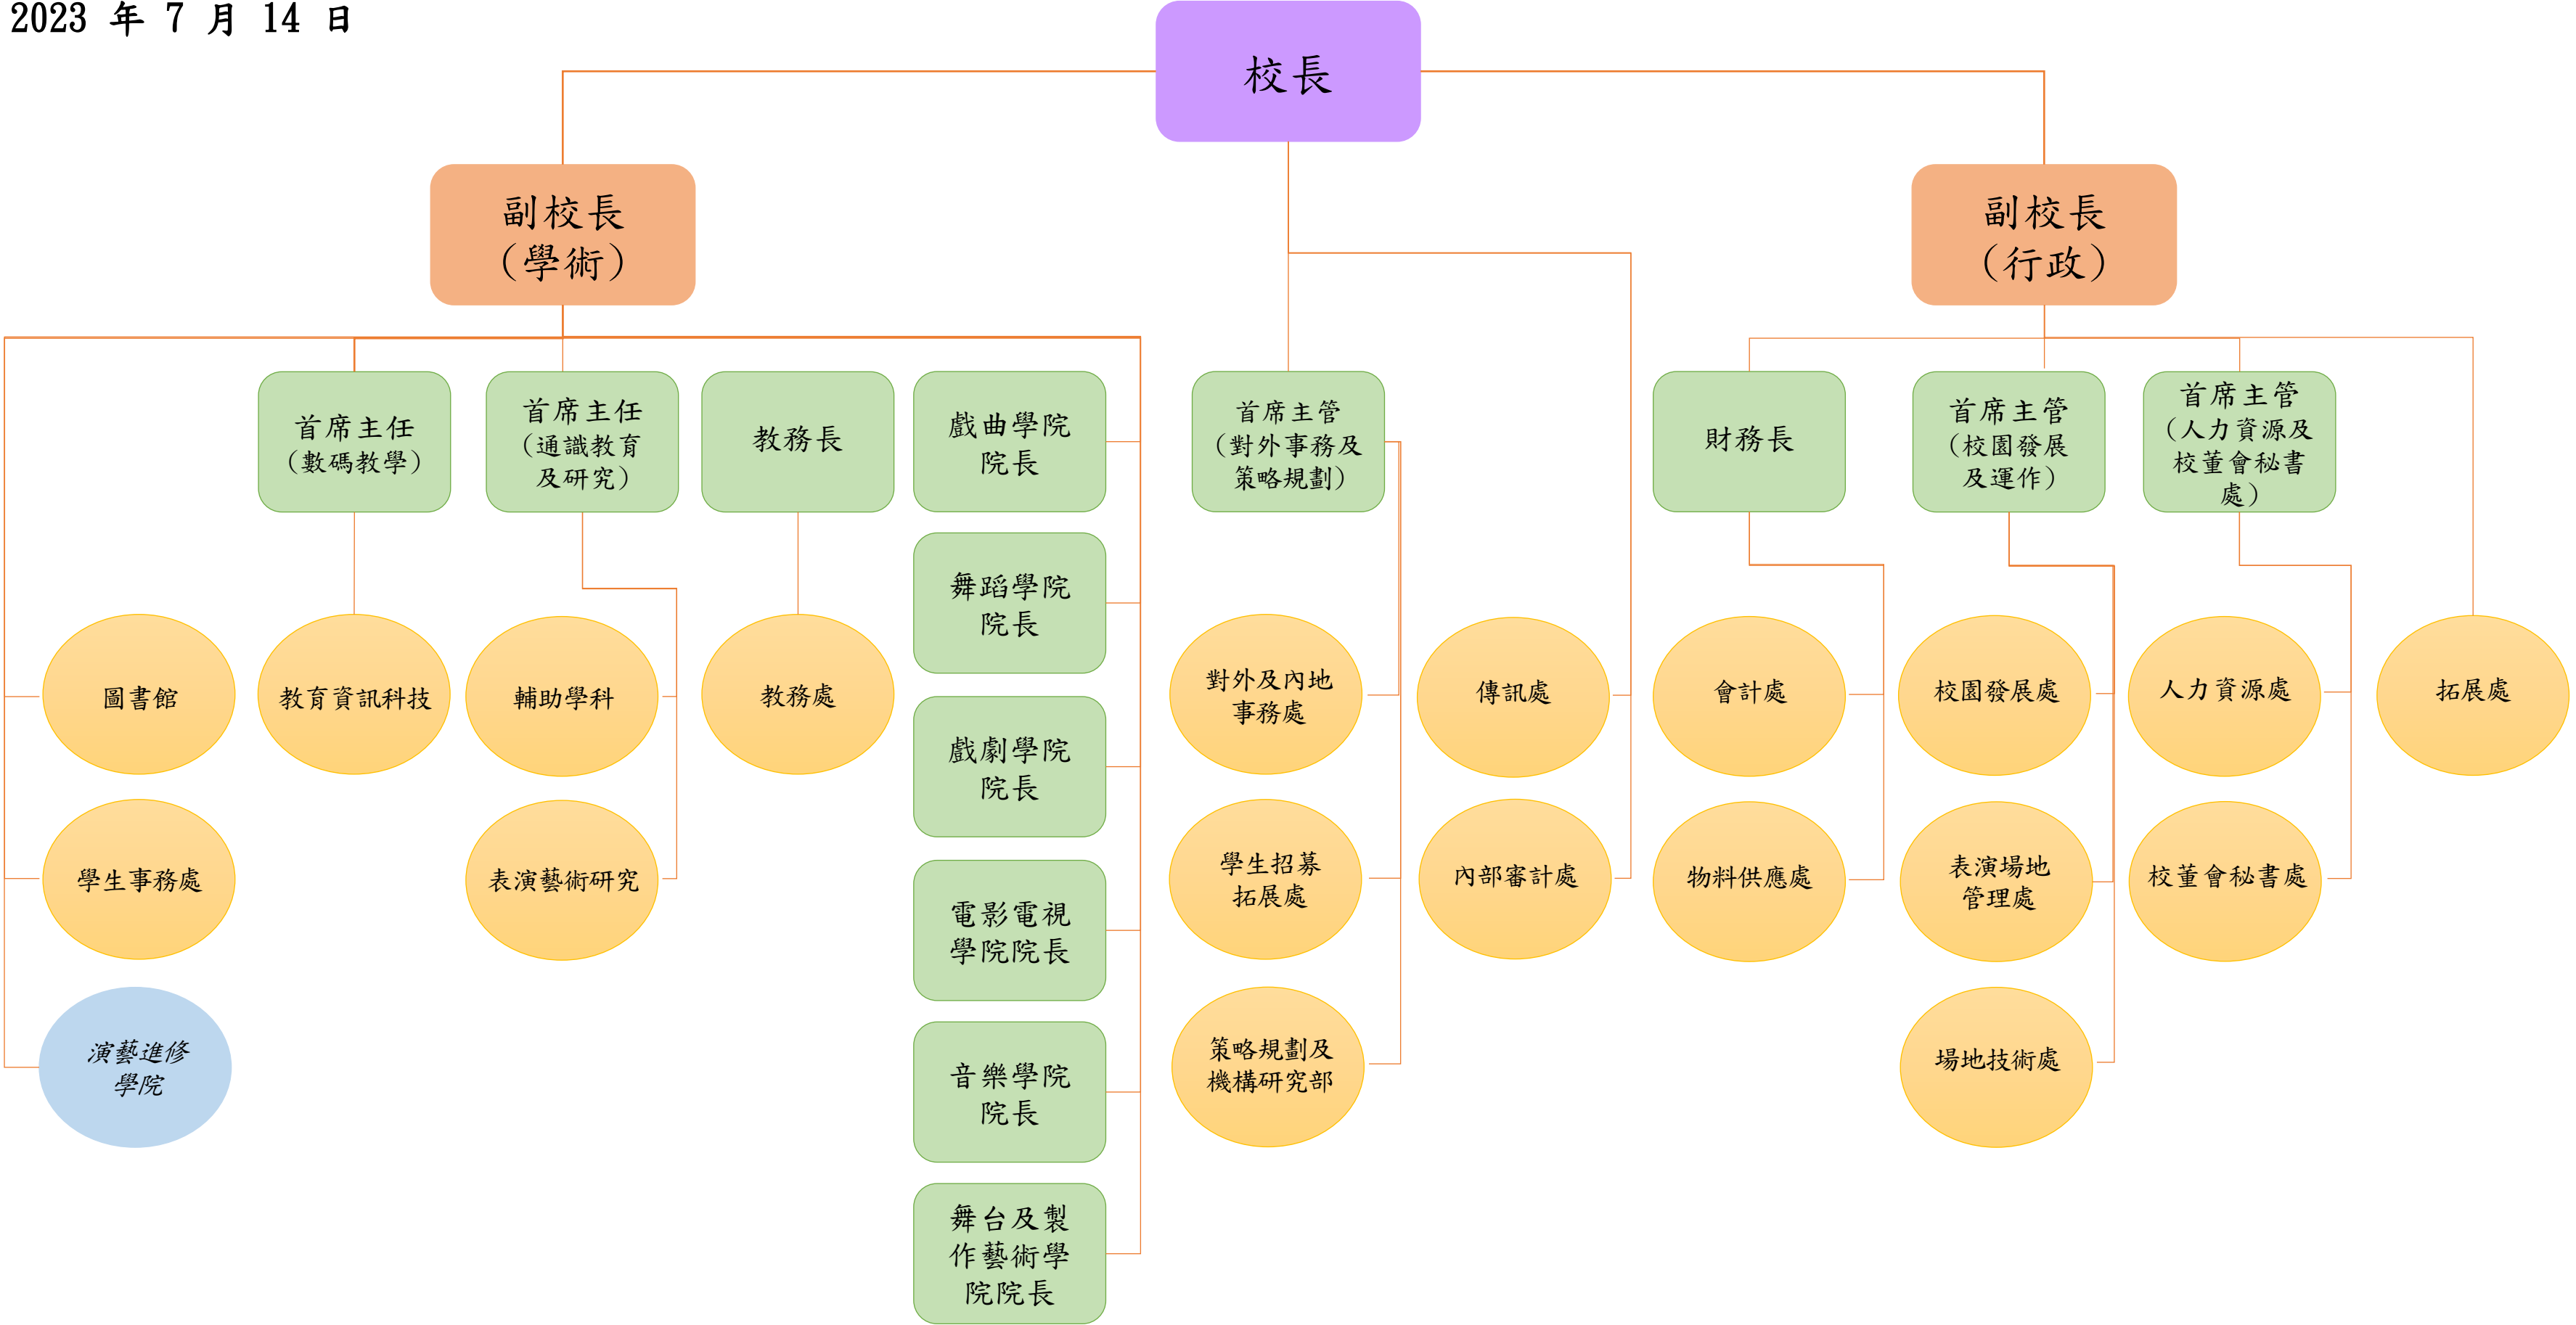 2023 年 7 月 14 日
校長
副校長
（學術）
副校長
（行政）
首席主任
（數碼教學）
首席主任
（通識教育
及研究）
教務長
戲曲學院
院長
首席主管
（對外事務及
策略規劃）
財務長
首席主管
（校園發展
及運作）
首席主管
（人力資源及
校董會秘書
處）
舞蹈學院
院長
戲劇學院
院長
電影電視
學院院長
音樂學院
院長
舞台及製
作藝術學
院院長
圖書館
教育資訊科技
輔助學科
教務處
對外及內地
事務處
傳訊處
會計處
校園發展處
人力資源處
拓展處
學生事務處
表演藝術研究
學生招募
拓展處
內部審計處
物料供應處
表演場地
管理處
校董會秘書處
演藝進修
學院
策略規劃及
機構研究部
場地技術處